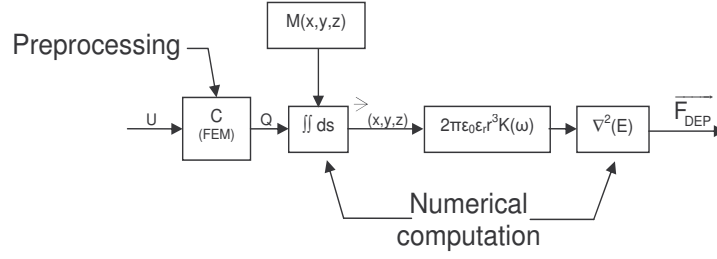 M(x,y,z)
Preprocessing
U
C
(FEM)
Q
∬ ds
→
(x,y,z)
2πε₀εᵣr³K(ω)
∇²(E)
F_DEP
Numerical
computation